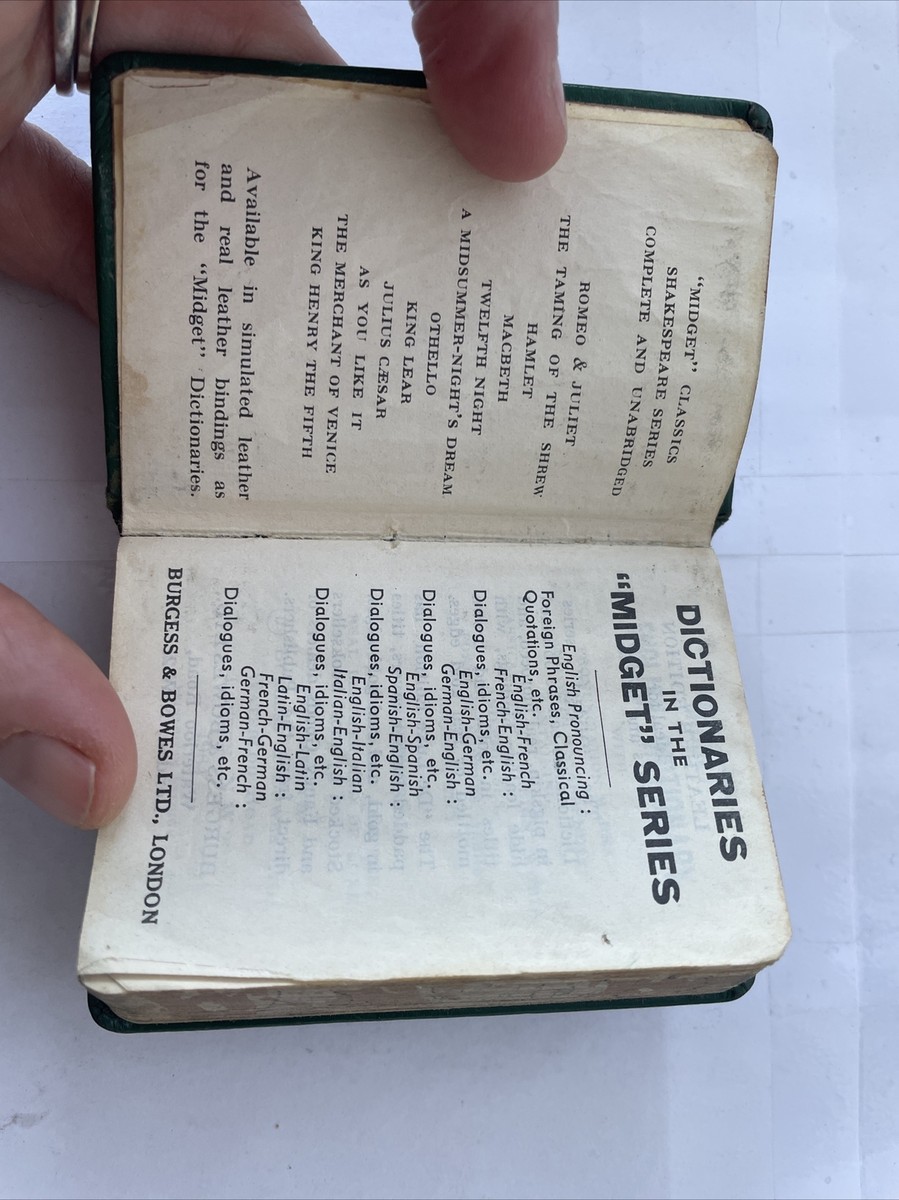 "MIDGET" CLASSICS
SHAKESPEARE SERIES
COMPLETE AND UNABRIDGED
ROMEO & JULIET
THE TAMING OF THE SHREW
HAMLET
MACBETH
TWELFTH NIGHT
A MIDSUMMER-NIGHT'S DREAM
OTHELLO
KING LEAR
JULIUS CÆSAR
AS YOU LIKE IT
THE MERCHANT OF VENICE
KING HENRY THE FIFTH
Available in simulated leather
and real leather bindings as
for the "Midget" Dictionaries.
DICTIONARIES
IN THE
"MIDGET" SERIES
English Pronouncing :
Foreign Phrases, Classical
Quotations, etc.
English-French
French-English :
Dialogues, idioms, etc.
English-German
German-English :
Dialogues, idioms, etc.
English-Spanish
Spanish-English :
Dialogues, idioms, etc.
English-Italian
Italian-English :
Dialogues, idioms, etc.
English-Latin
Latin-English :
French-German
German-French :
Dialogues, idioms, etc.
BURGESS & BOWES LTD., LONDON